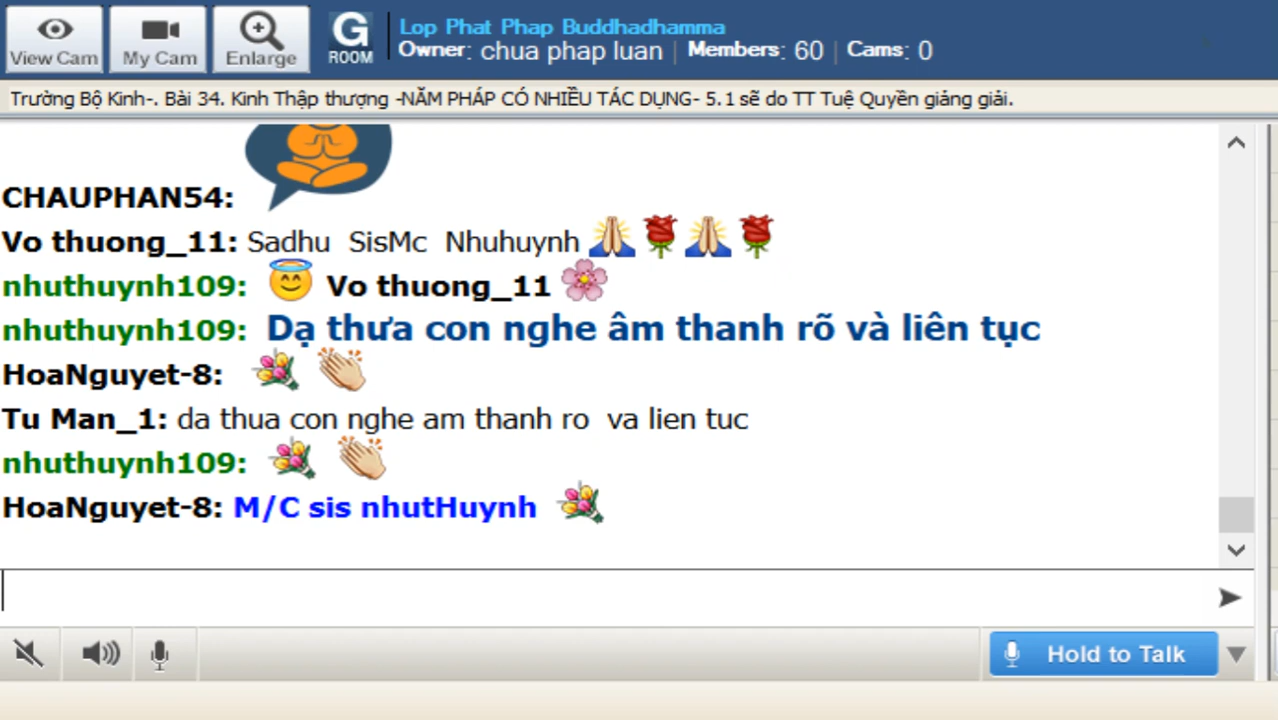 View Cam
My Cam
Enlarge
G
ROOM
Lop Phat Phap Buddhadhamma
Owner: chua phap luan | Members: 60 | Cams: 0
Trường Bộ Kinh-. Bài 34. Kinh Thập thượng -NĂM PHÁP CÓ NHIỀU TÁC DỤNG- 5.1 sẽ do TT Tuệ Quyền giảng giải.
CHAUPHAN54:
Vo thuong_11: Sadhu SisMc Nhuhuynh
nhuthuynh109: Vo thuong_11
nhuthuynh109: Dạ thưa con nghe âm thanh rõ và liên tục
HoaNguyet-8:
Tu Man_1: da thua con nghe am thanh ro va lien tuc
nhuthuynh109:
HoaNguyet-8: M/C sis nhutHuynh
Hold to Talk